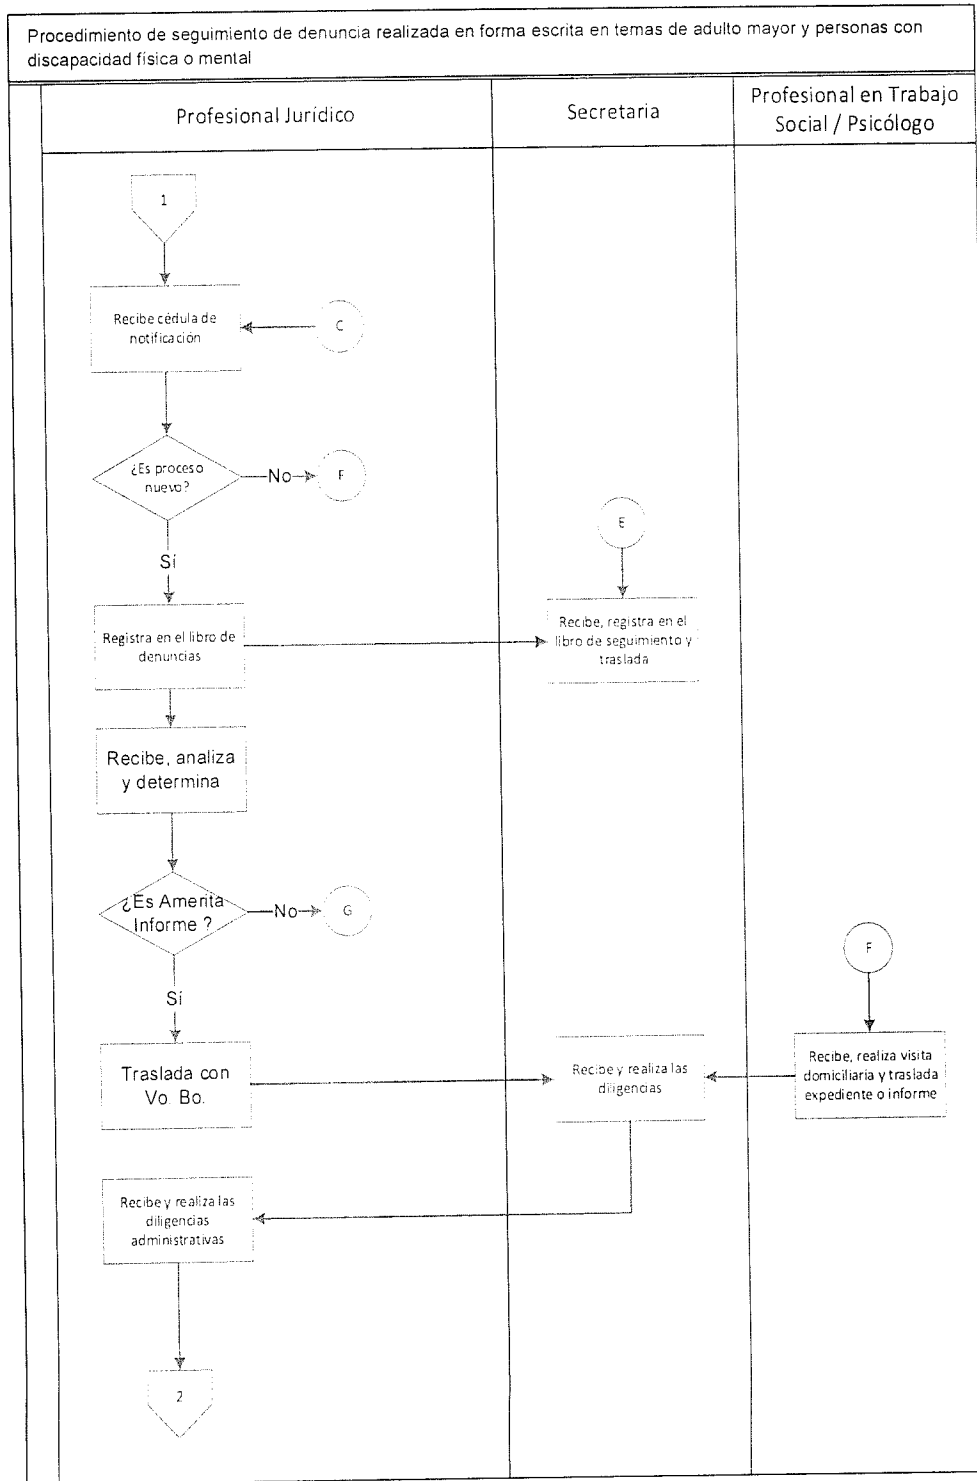 Procedimiento de seguimiento de denuncia realizada en forma escrita en temas de adulto mayor y personas con
discapacidad física o mental
Profesional Jurídico
Secretaria
Profesional en Trabajo
Social / Psicólogo
1
Recibe cédula de
notificación
C
¿Es proceso
nuevo?
No
F
Sí
E
Registra en el libro de
denuncias
Recibe, registra en el
libro de seguimiento y
traslada
Recibe, analiza
y determina
¿Es Amerita
Informe ?
No
G
Sí
F
Traslada con
Vo. Bo.
Recibe y realiza las
diligencias
Recibe, realiza visita
domiciliaria y traslada
expediente o informe
Recibe y realiza las
diligencias
administrativas
2